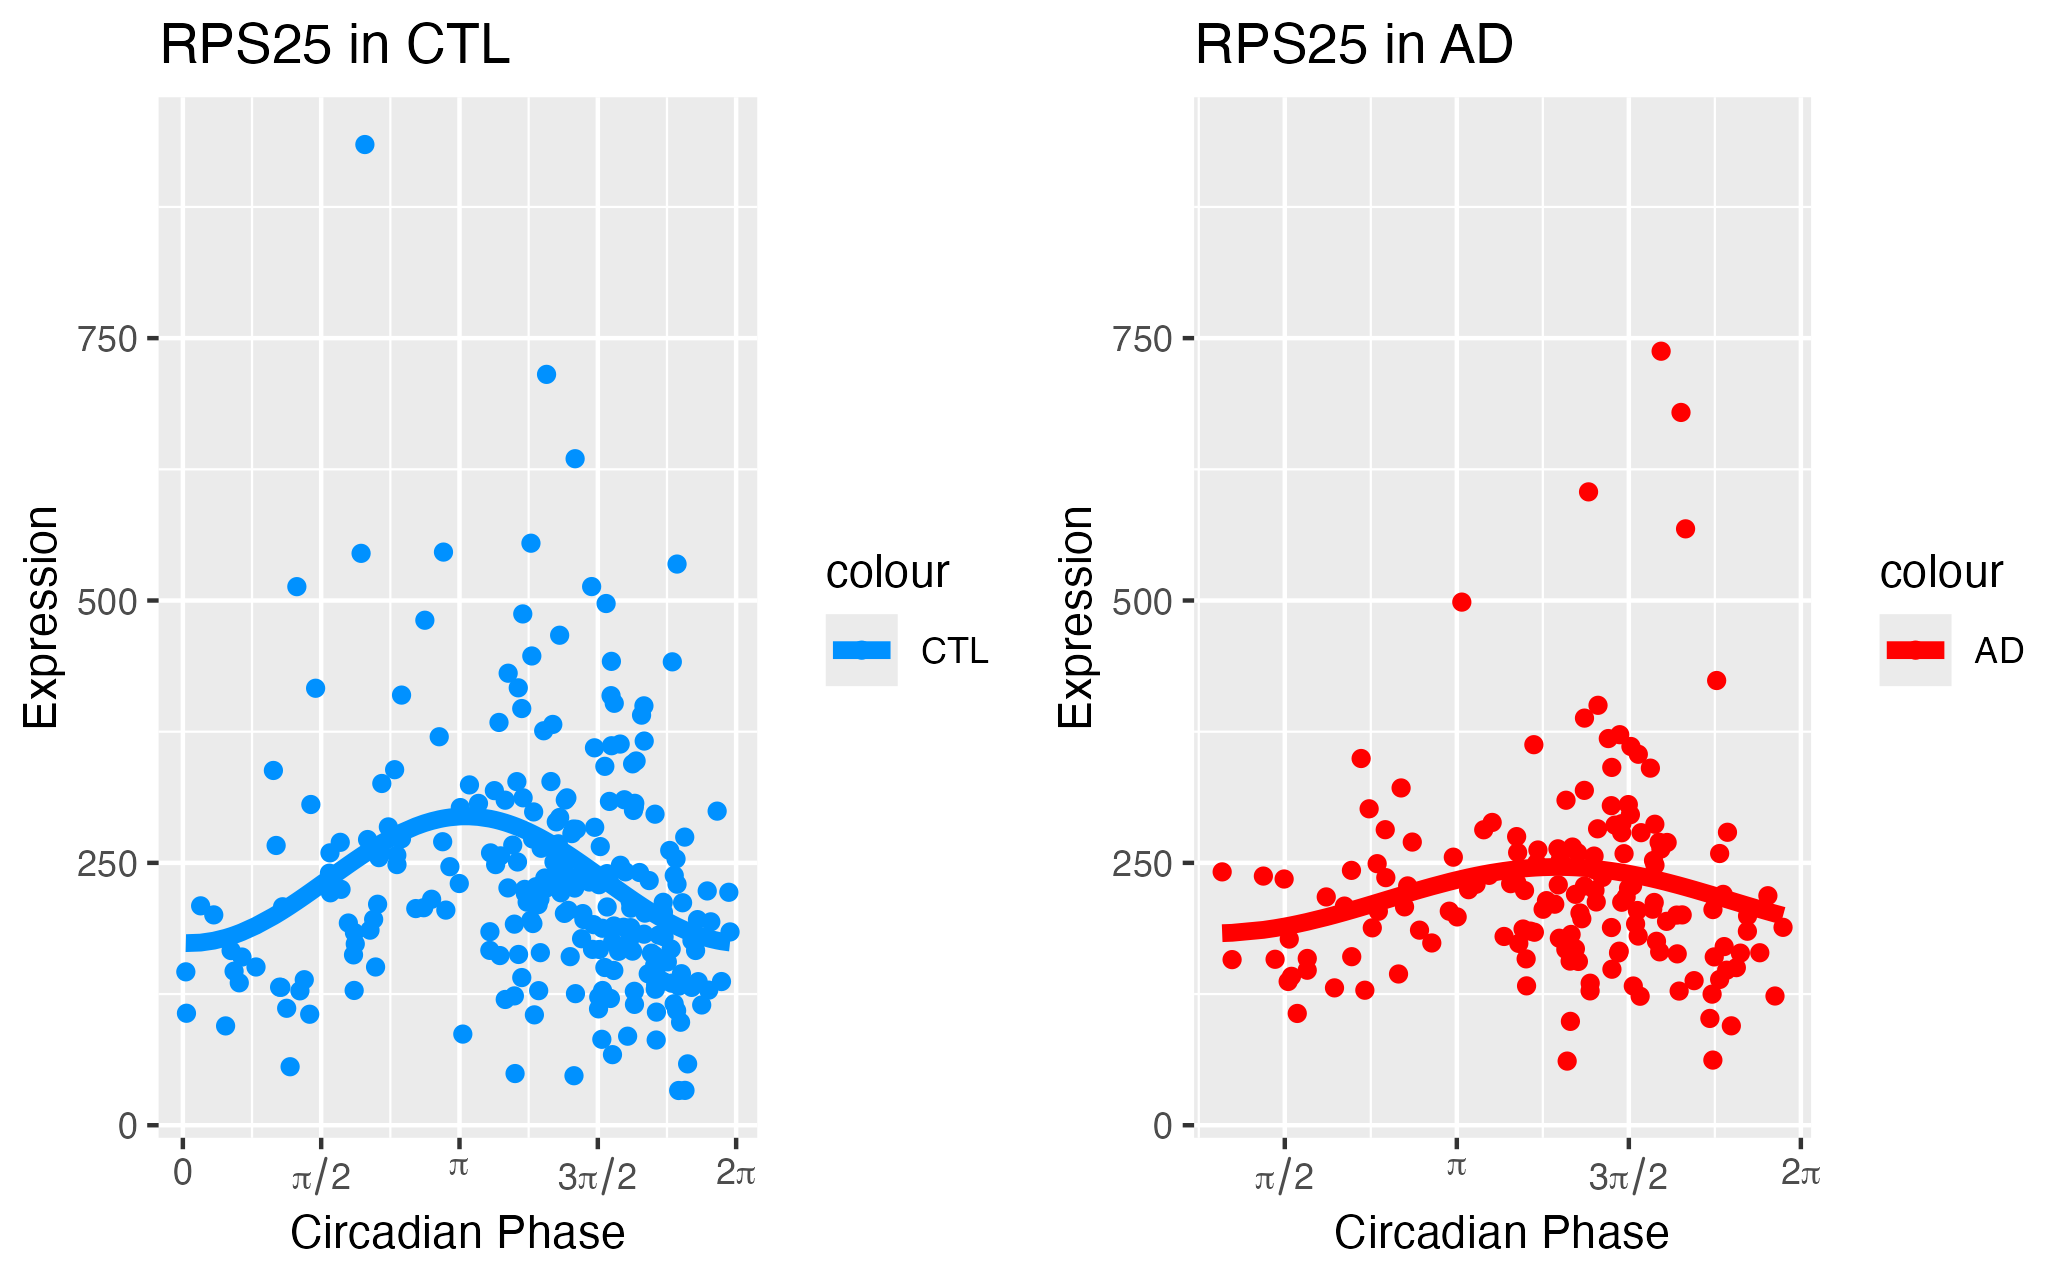 RPS25 in CTL
Expression
750
500
250
0
0 π/2 π 3π/2 2π
Circadian Phase
colour
CTL
RPS25 in AD
Expression
750
500
250
0
π/2 π 3π/2 2π
Circadian Phase
colour
AD